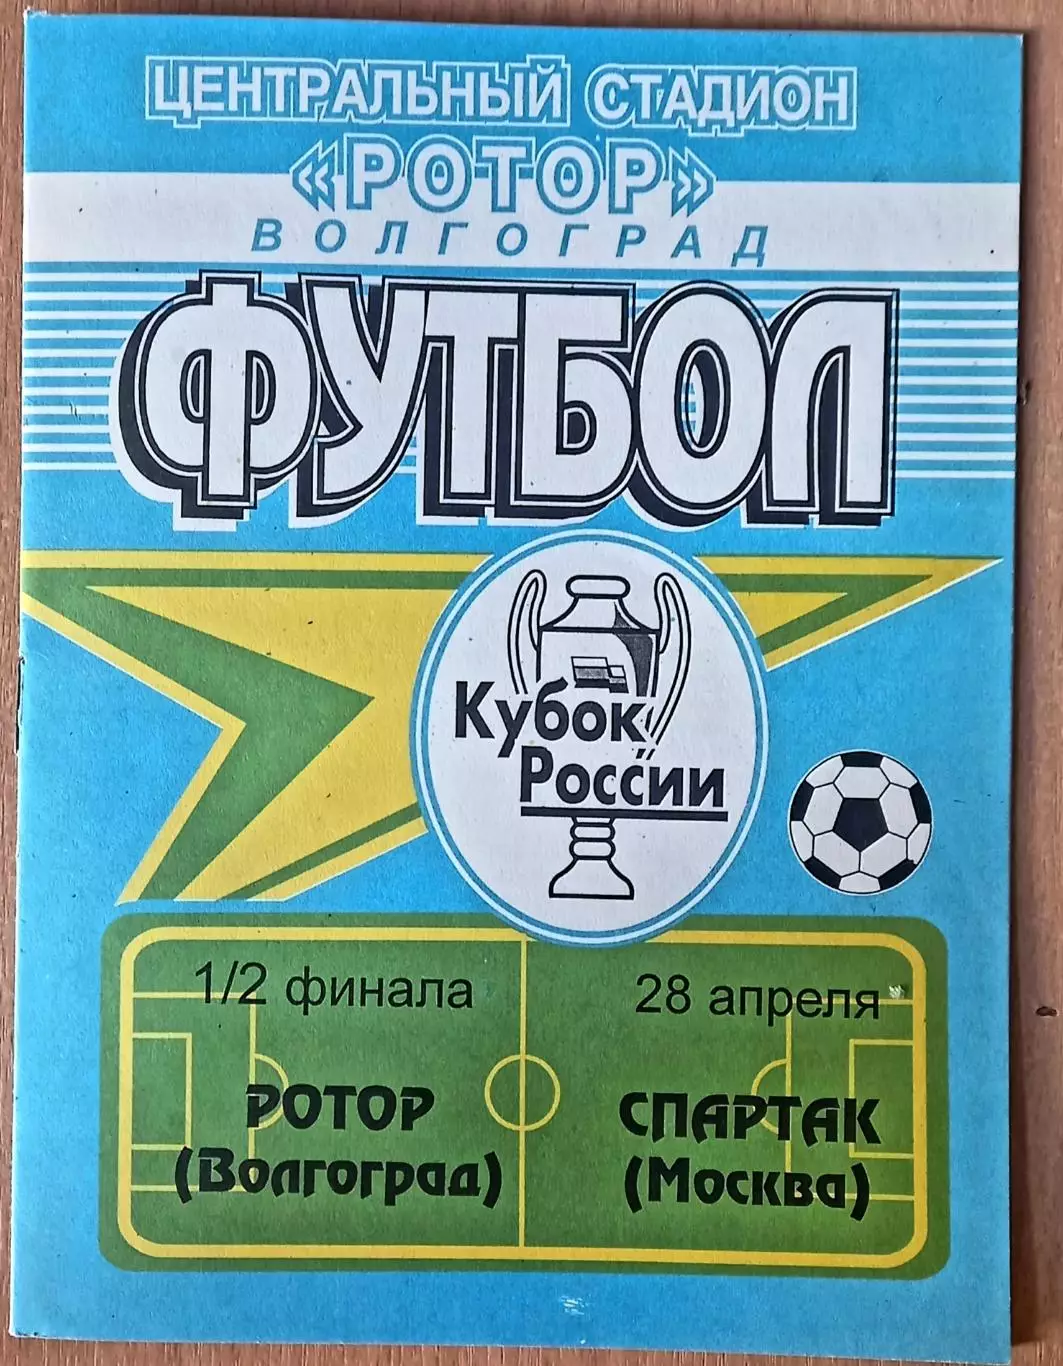 ЦЕНТРАЛЬНЫЙ СТАДИОН
«РОТОР»
ВОЛГОГРАД
ФУТБОЛ
Кубок
России
1/2 финала
28 апреля
РОТОР
(Волгоград)
СПАРТАК
(Москва)